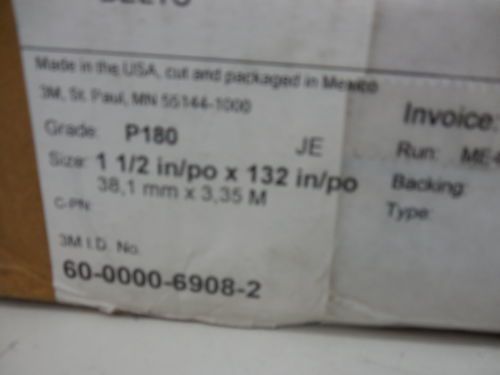 BELTS
Made in the USA, cut and packaged in Mexico
3M, St. Paul, MN 55144-1000
Grade: P180
JE
Size: 1 1/2 in/po x 132 in/po
38,1 mm x 3,35 M
C-PN:
3M I.D. No.
60-0000-6908-2
Invoice:
Run:
Backing:
Type: